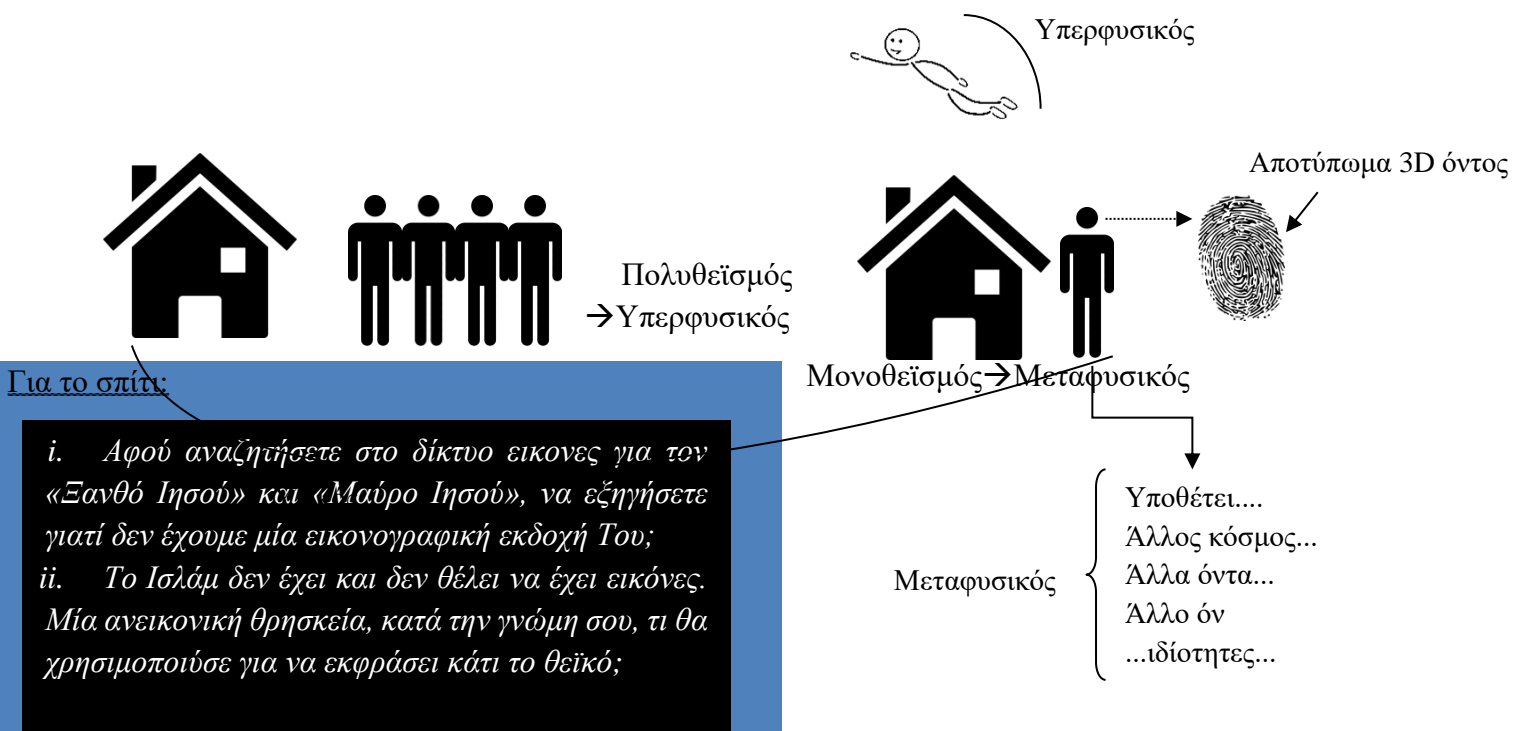 Υπερφυσικός
Αποτύπωμα 3D όντος
Πολυθεϊσμός
→Υπερφυσικός
Μονοθεϊσμός→Μεταφυσικός
Για το σπίτι:
i. Αφού αναζητήσετε στο δίκτυο εικονες για τον
«Ξανθό Ιησού» και «Μαύρο Ιησού», να εξηγήσετε
γιατί δεν έχουμε μία εικονογραφική εκδοχή Του;
ii. Το Ισλάμ δεν έχει και δεν θέλει να έχει εικόνες.
Μία ανεικονική θρησκεία, κατά την γνώμη σου, τι θα
χρησιμοποιύσε για να εκφράσει κάτι το θεϊκό;
Μεταφυσικός
Υποθέτει....
Άλλος κόσμος...
Άλλα όντα...
Άλλο όν
...ιδίοτητες...